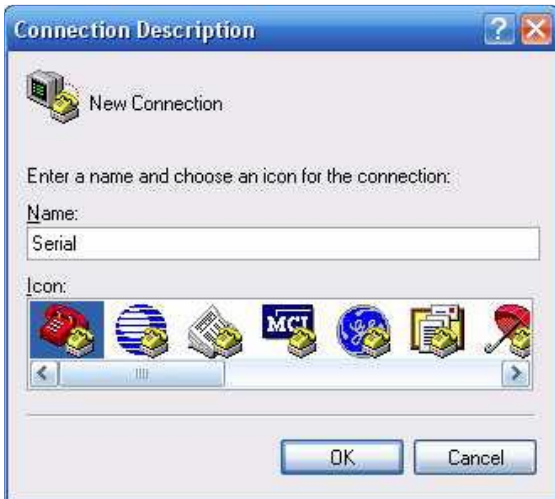 Connection Description
New Connection
Enter a name and choose an icon for the connection:
Name:
Serial
Icon:
MCI
OK Cancel